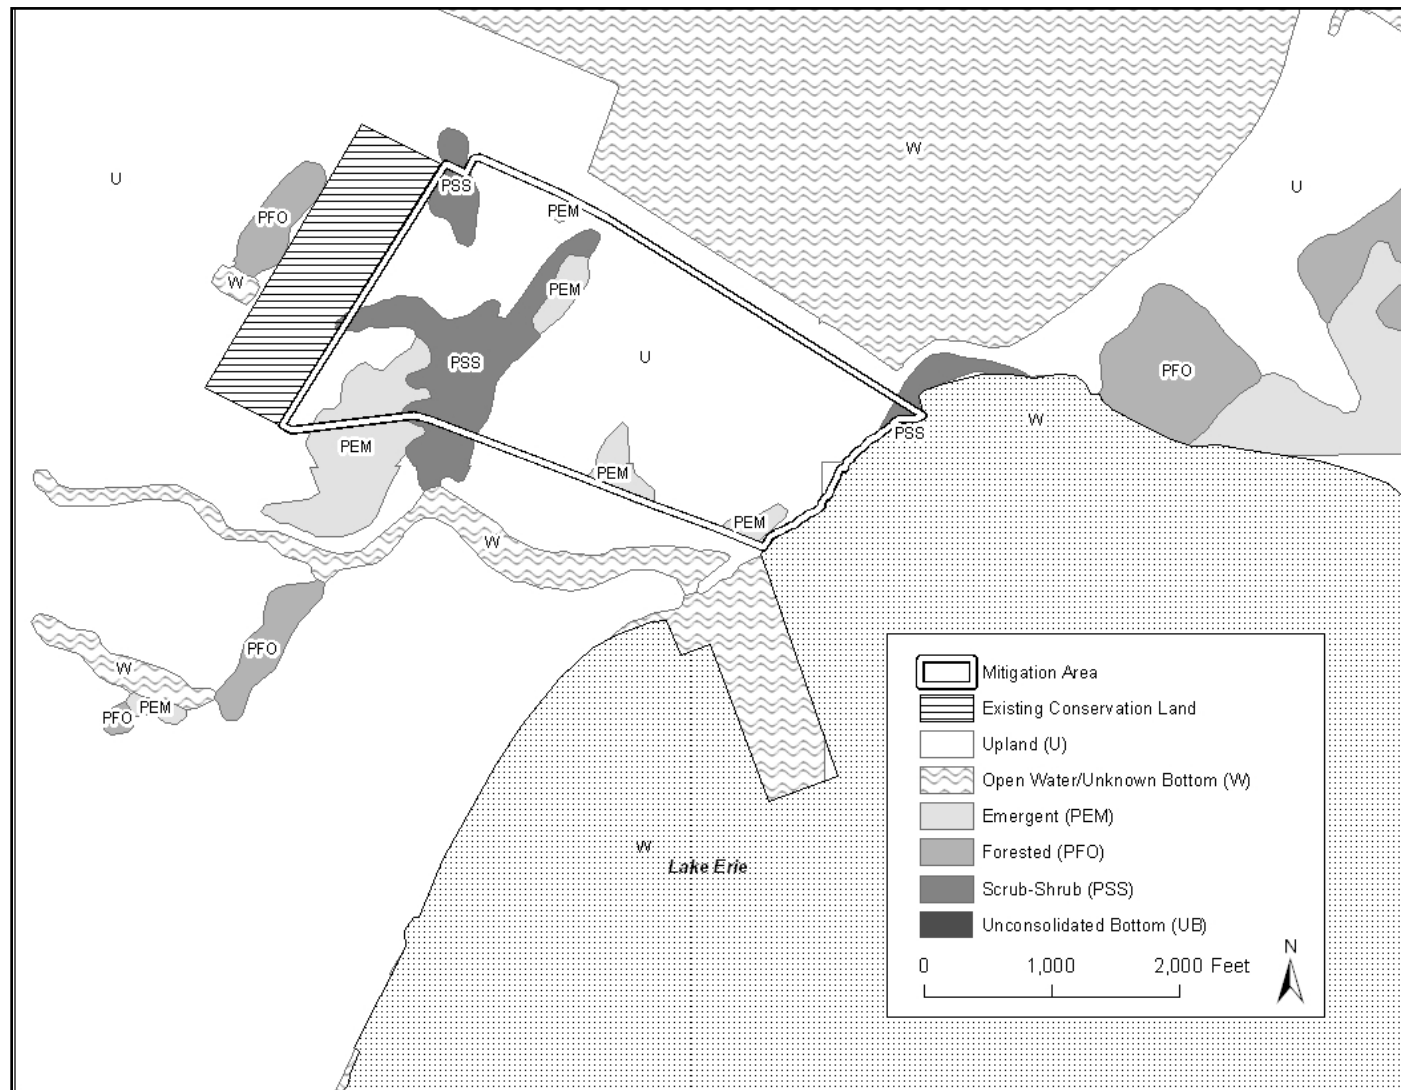 W
U
PSS
U
PEM
PFO
W
PEM
U
PSS
PFO
W
PSS
PEM
PEM
PEM
W
PFO
W
PEM
PFO
W
Lake Erie
Mitigation Area
Existing Conservation Land
Upland (U)
Open Water/Unknown Bottom (W)
Emergent (PEM)
Forested (PFO)
Scrub-Shrub (PSS)
Unconsolidated Bottom (UB)
N
0 1,000 2,000 Feet